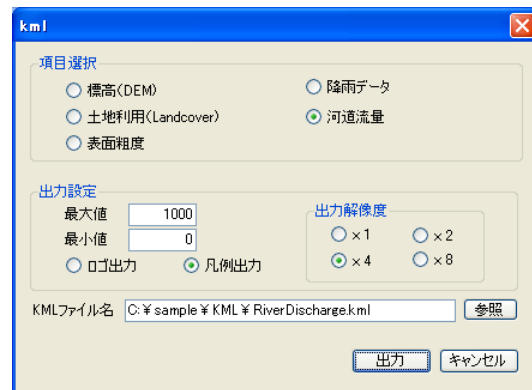 kml
項目選択
標高(DEM)
降雨データ
土地利用(Landcover)
河道流量
表面粗度
出力設定
最大値 1000
最小値 0
ロゴ出力 凡例出力
出力解像度
×1 ×2
×4 ×8
KMLファイル名 C:¥sample¥KML¥RiverDischarge.kml 参照
出力 キャンセル